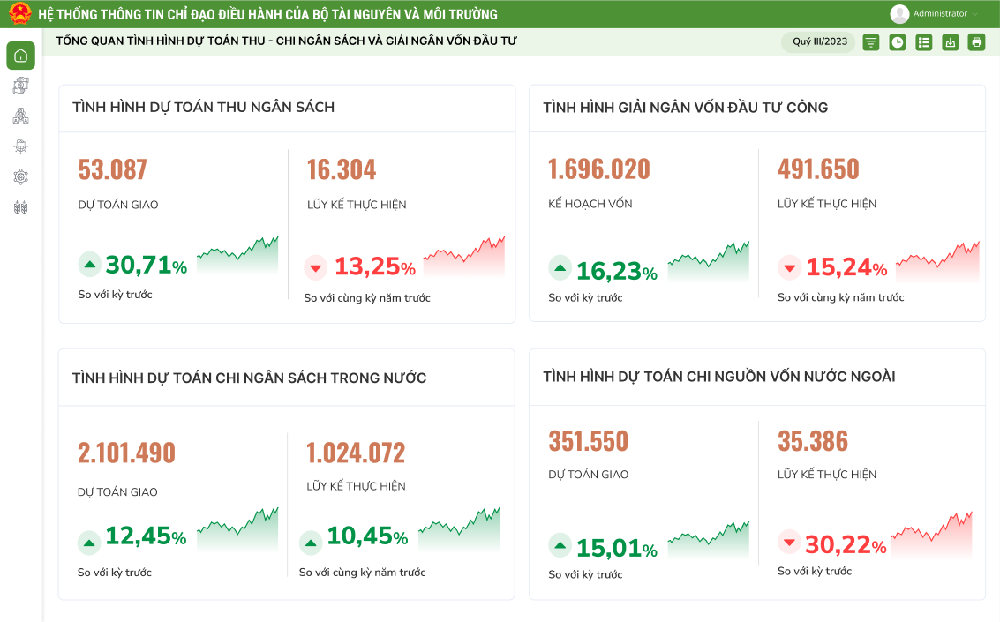 HỆ THỐNG THÔNG TIN CHỈ ĐẠO ĐIỀU HÀNH CỦA BỘ TÀI NGUYÊN VÀ MÔI TRƯỜNG
Administrator
TỔNG QUAN TÌNH HÌNH DỰ TOÁN THU - CHI NGÂN SÁCH VÀ GIẢI NGÂN VỐN ĐẦU TƯ
Quý III/2023
TÌNH HÌNH DỰ TOÁN THU NGÂN SÁCH
53.087
DỰ TOÁN GIAO
30,71%
So với kỳ trước
16.304
LŨY KẾ THỰC HIỆN
13,25%
So với cùng kỳ năm trước
TÌNH HÌNH GIẢI NGÂN VỐN ĐẦU TƯ CÔNG
1.696.020
KẾ HOẠCH VỐN
16,23%
So với kỳ trước
491.650
LŨY KẾ THỰC HIỆN
15,24%
So với cùng kỳ năm trước
TÌNH HÌNH DỰ TOÁN CHI NGÂN SÁCH TRONG NƯỚC
2.101.490
DỰ TOÁN GIAO
12,45%
So với kỳ trước
1.024.072
LŨY KẾ THỰC HIỆN
10,45%
So với cùng kỳ năm trước
TÌNH HÌNH DỰ TOÁN CHI NGUỒN VỐN NƯỚC NGOÀI
351.550
DỰ TOÁN GIAO
15,01%
So với kỳ trước
35.386
LŨY KẾ THỰC HIỆN
30,22%
So với kỳ trước